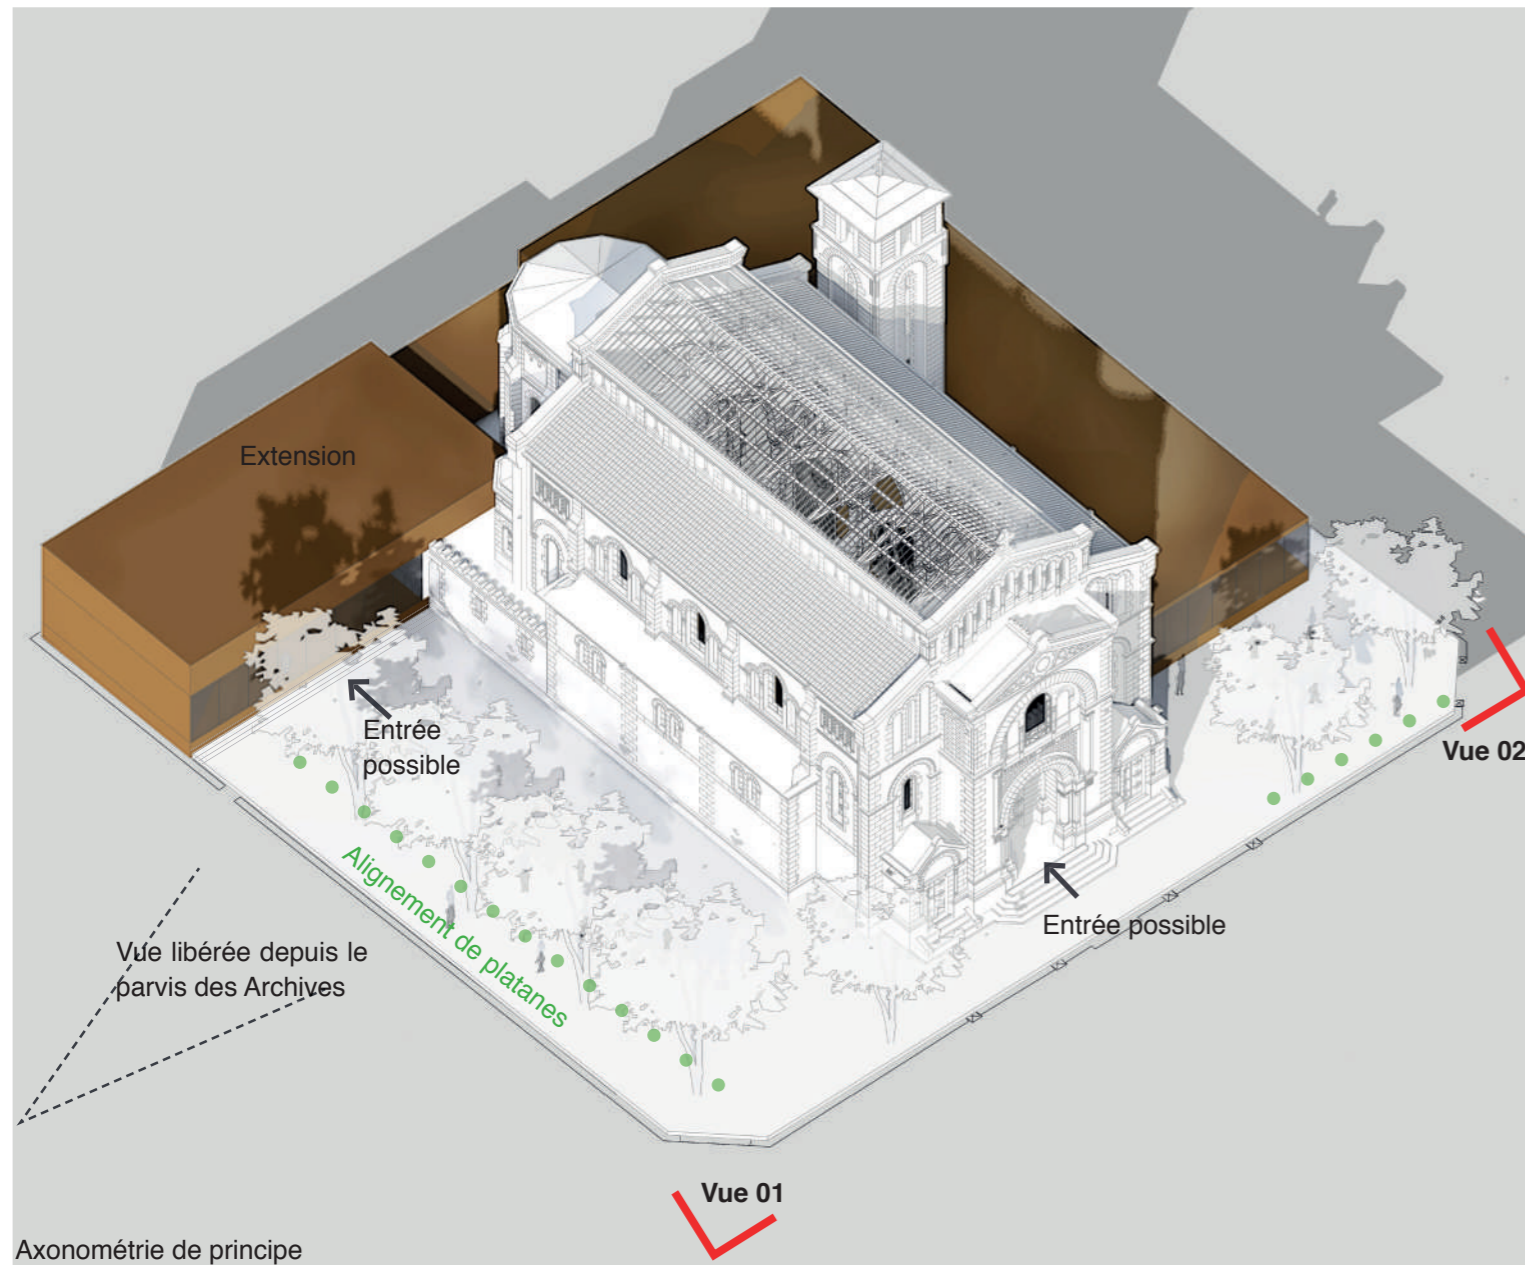 Extension
Entrée
possible
Vue 02
Alignement de platanes
Entrée possible
Vue libérée depuis le
parvis des Archives
Vue 01
Axonométrie de principe